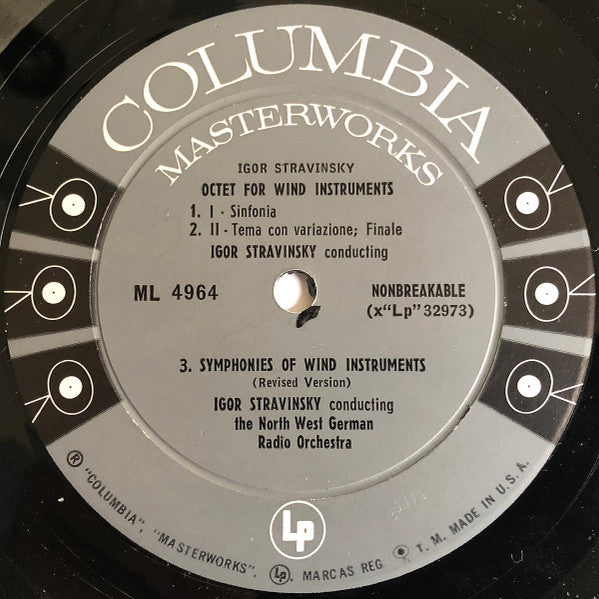 COLUMBIA
MASTERWORKS
IGOR STRAVINSKY
OCTET FOR WIND INSTRUMENTS
1. I - Sinfonia
2. II - Tema con variazione; Finale
IGOR STRAVINSKY conducting
ML 4964
NONBREAKABLE
(x"Lp" 32973)
3. SYMPHONIES OF WIND INSTRUMENTS
(Revised Version)
IGOR STRAVINSKY conducting
the North West German
Radio Orchestra
Lp
® "COLUMBIA", "MASTERWORKS", Lp, MARCAS REG ® T. M. MADE IN U. S. A.